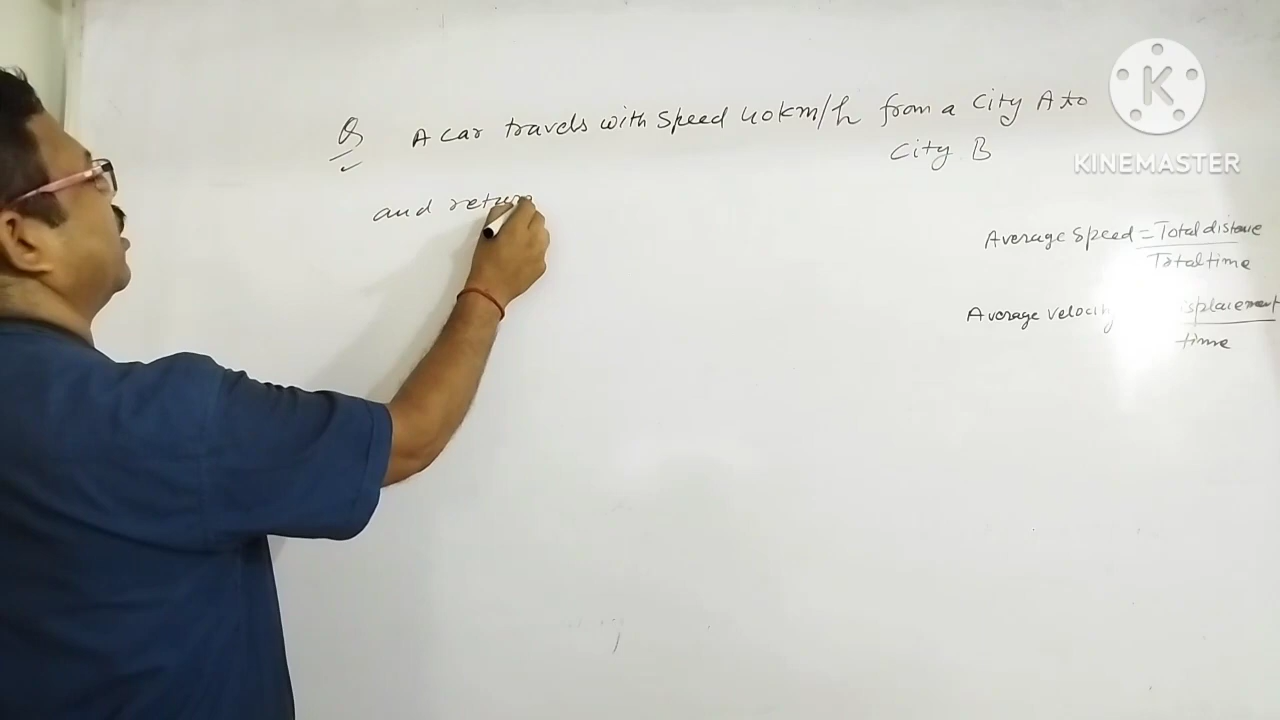 Q A car travels with speed 40km/h from a City A to
City B
and return
Average speed = Total distance
Total time
Average velocity
displacement
time
K
KINEMASTER